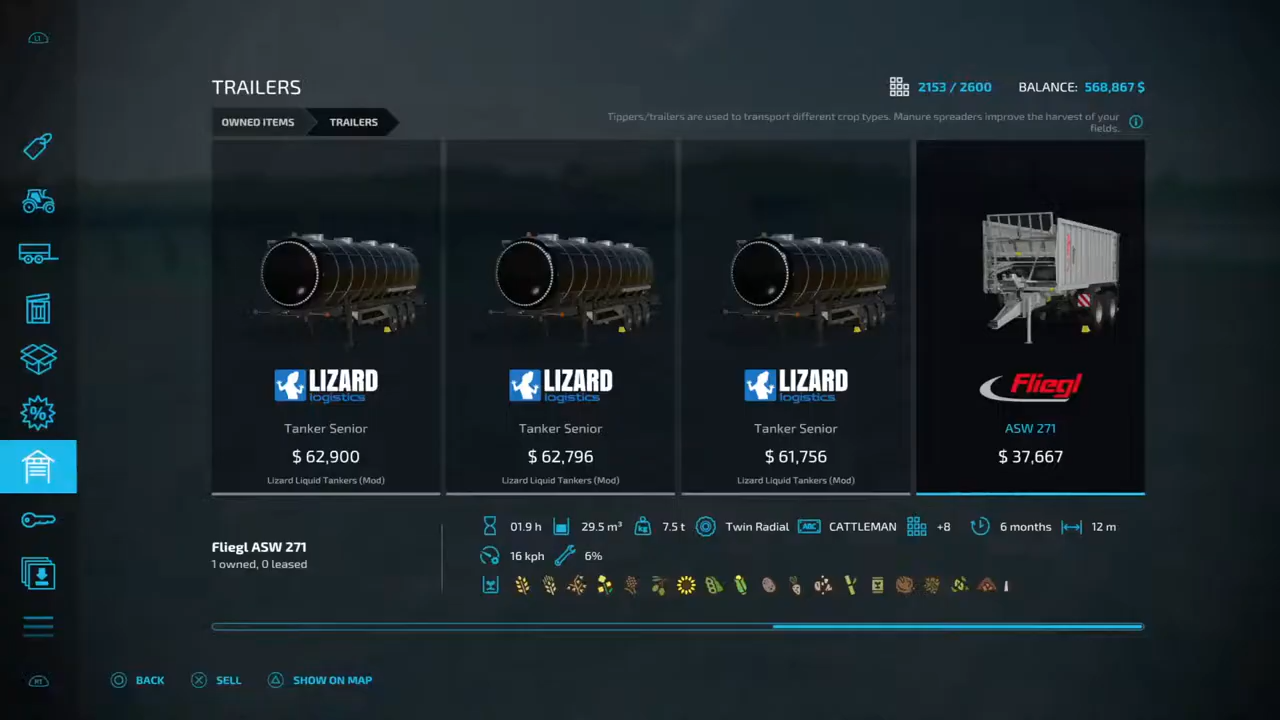 L1
TRAILERS
2153 / 2600
BALANCE: 568,867 $
OWNED ITEMS
TRAILERS
Tippers/trailers are used to transport different crop types. Manure spreaders improve the harvest of your
fields.
LIZARD
logistics
Tanker Senior
$ 62,900
Lizard Liquid Tankers (Mod)
LIZARD
logistics
Tanker Senior
$ 62,796
Lizard Liquid Tankers (Mod)
LIZARD
logistics
Tanker Senior
$ 61,756
Lizard Liquid Tankers (Mod)
Fliegl
ASW 271
$ 37,667
Fliegl ASW 271
1 owned, 0 leased
01.9 h
29.5 m³
kg
7.5 t
Twin Radial
ABC
CATTLEMAN
+8
6 months
12 m
16 kph
6%
BACK
SELL
SHOW ON MAP
%